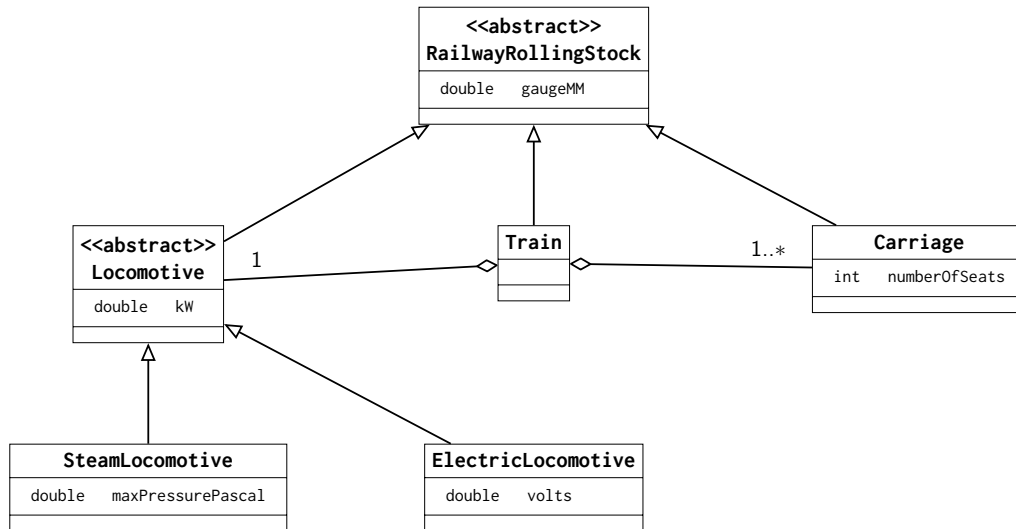 <<abstract>>
RailwayRollingStock
double gaugeMM
<<abstract>>
Locomotive
double kW
1
Train
1..*
Carriage
int numberOfSeats
SteamLocomotive
double maxPressurePascal
ElectricLocomotive
double volts